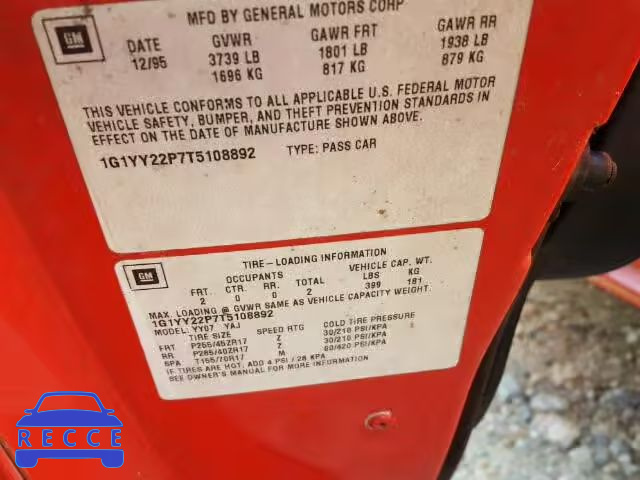 GM
MFD BY GENERAL MOTORS CORP
DATE GVWR GAWR FRT GAWR RR
12/95 3739 LB 1801 LB 1938 LB
1696 KG 817 KG 879 KG
THIS VEHICLE CONFORMS TO ALL APPLICABLE U.S. FEDERAL MOTOR
VEHICLE SAFETY, BUMPER, AND THEFT PREVENTION STANDARDS IN
EFFECT ON THE DATE OF MANUFACTURE SHOWN ABOVE.
1G1YY22P7T5108892 TYPE: PASS CAR
GM
TIRE-LOADING INFORMATION
OCCUPANTS VEHICLE CAP. WT.
FRT. CTR. RR. TOTAL LBS KG
2 0 0 2 399 181
MAX. LOADING @ GVWR SAME AS VEHICLE CAPACITY WEIGHT.
1G1YY22P7T5108892
MODEL: YY07 YAJ
TIRE SIZE SPEED RTG COLD TIRE PRESSURE
FRT P255/45ZR17 Z 30/210 PSI/KPA
RR P285/40ZR17 Z 30/210 PSI/KPA
SPA T155/70R17 M 60/420 PSI/KPA
IF TIRES ARE HOT, ADD 4 PSI / 28 KPA
SEE OWNER'S MANUAL FOR MORE INFORMATION
RECCE